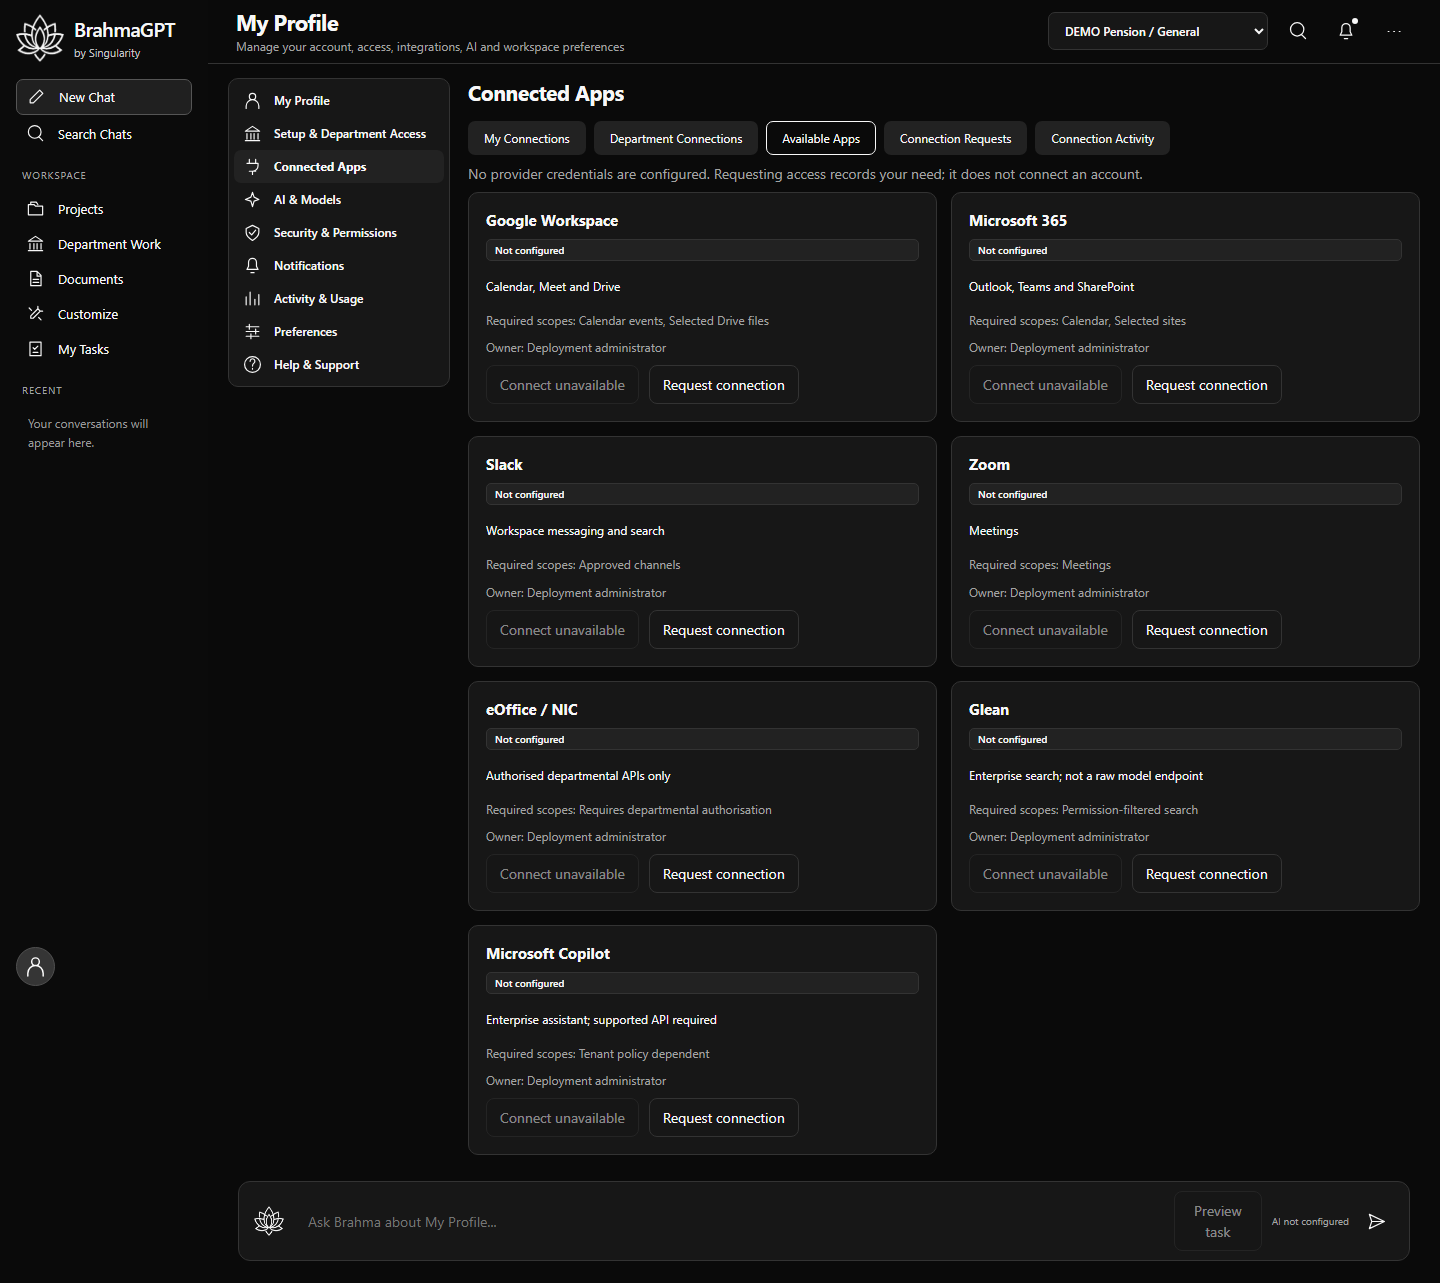 BrahmaGPT
by Singularity
New Chat
Search Chats
WORKSPACE
Projects
Department Work
Documents
Customize
My Tasks
RECENT
Your conversations will
appear here.
My Profile
Manage your account, access, integrations, AI and workspace preferences
DEMO Pension / General
...
My Profile
Setup & Department Access
Connected Apps
AI & Models
Security & Permissions
Notifications
Activity & Usage
Preferences
Help & Support
Connected Apps
My Connections
Department Connections
Available Apps
Connection Requests
Connection Activity
No provider credentials are configured. Requesting access records your need; it does not connect an account.
Google Workspace
Not configured
Calendar, Meet and Drive
Required scopes: Calendar events, Selected Drive files
Owner: Deployment administrator
Connect unavailable
Request connection
Microsoft 365
Not configured
Outlook, Teams and SharePoint
Required scopes: Calendar, Selected sites
Owner: Deployment administrator
Connect unavailable
Request connection
Slack
Not configured
Workspace messaging and search
Required scopes: Approved channels
Owner: Deployment administrator
Connect unavailable
Request connection
Zoom
Not configured
Meetings
Required scopes: Meetings
Owner: Deployment administrator
Connect unavailable
Request connection
eOffice / NIC
Not configured
Authorised departmental APIs only
Required scopes: Requires departmental authorisation
Owner: Deployment administrator
Connect unavailable
Request connection
Glean
Not configured
Enterprise search; not a raw model endpoint
Required scopes: Permission-filtered search
Owner: Deployment administrator
Connect unavailable
Request connection
Microsoft Copilot
Not configured
Enterprise assistant; supported API required
Required scopes: Tenant policy dependent
Owner: Deployment administrator
Connect unavailable
Request connection
Ask Brahma about My Profile...
Preview
task
AI not configured